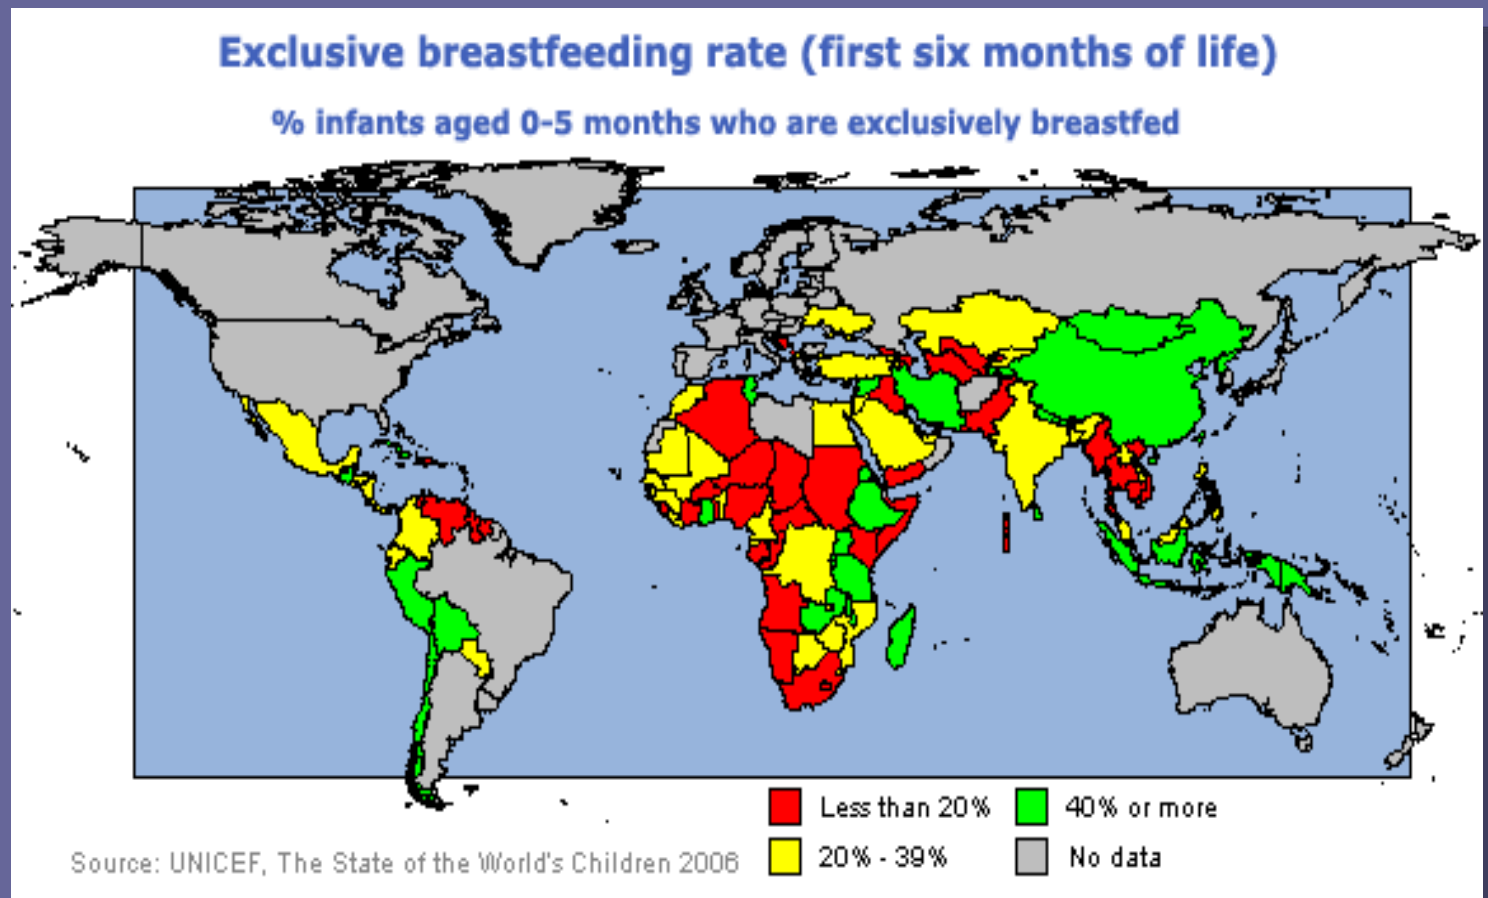 Exclusive breastfeeding rate (first six months of life)
% infants aged 0-5 months who are exclusively breastfed
Less than 20%
40% or more
20% - 39%
No data
Source: UNICEF, The State of the World's Children 2006